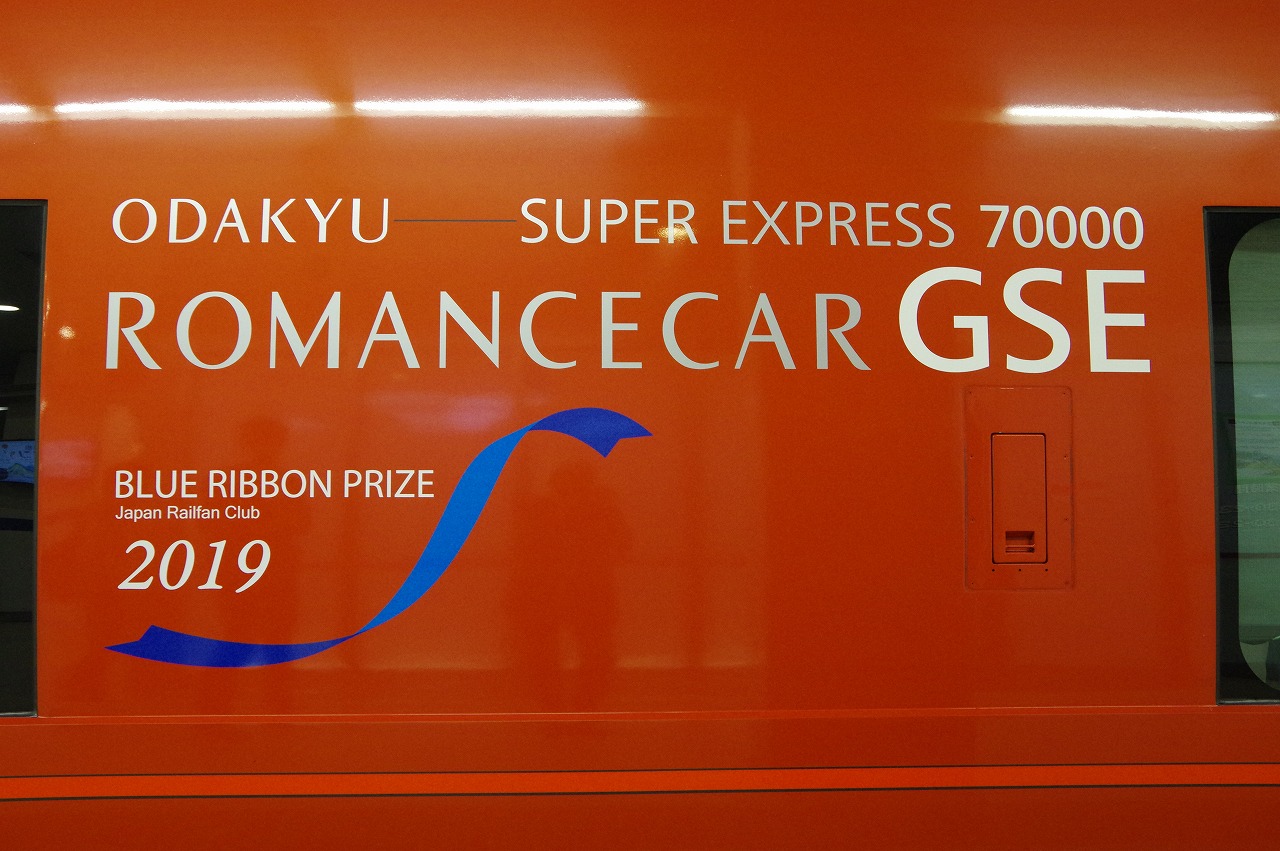 ODAKYU SUPER EXPRESS 70000
ROMANCECAR GSE
BLUE RIBBON PRIZE
Japan Railfan Club
2019